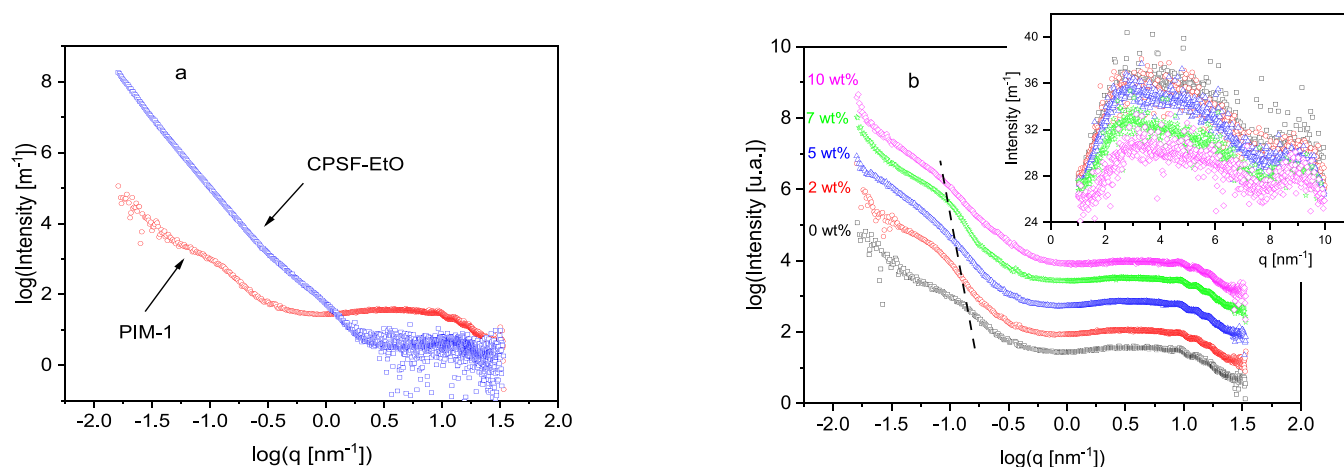 a
CPSF-EtO
PIM-1
8
4
2
0
-2.0 -1.5 -1.0 -0.5 0.0 0.5 1.0 1.5 2.0
log(q [nm⁻¹])
log(Intensity [m⁻¹])
b
10 wt%
7 wt%
5 wt%
2 wt%
0 wt%
10
8
6
4
2
0
-2.0 -1.5 -1.0 -0.5 0.0 0.5 1.0 1.5 2.0
log(q [nm⁻¹])
log(Intensity [u.a.])
40
36
32
28
24
0 2 4 6 8 10
q [nm⁻¹]
Intensity [m⁻¹]